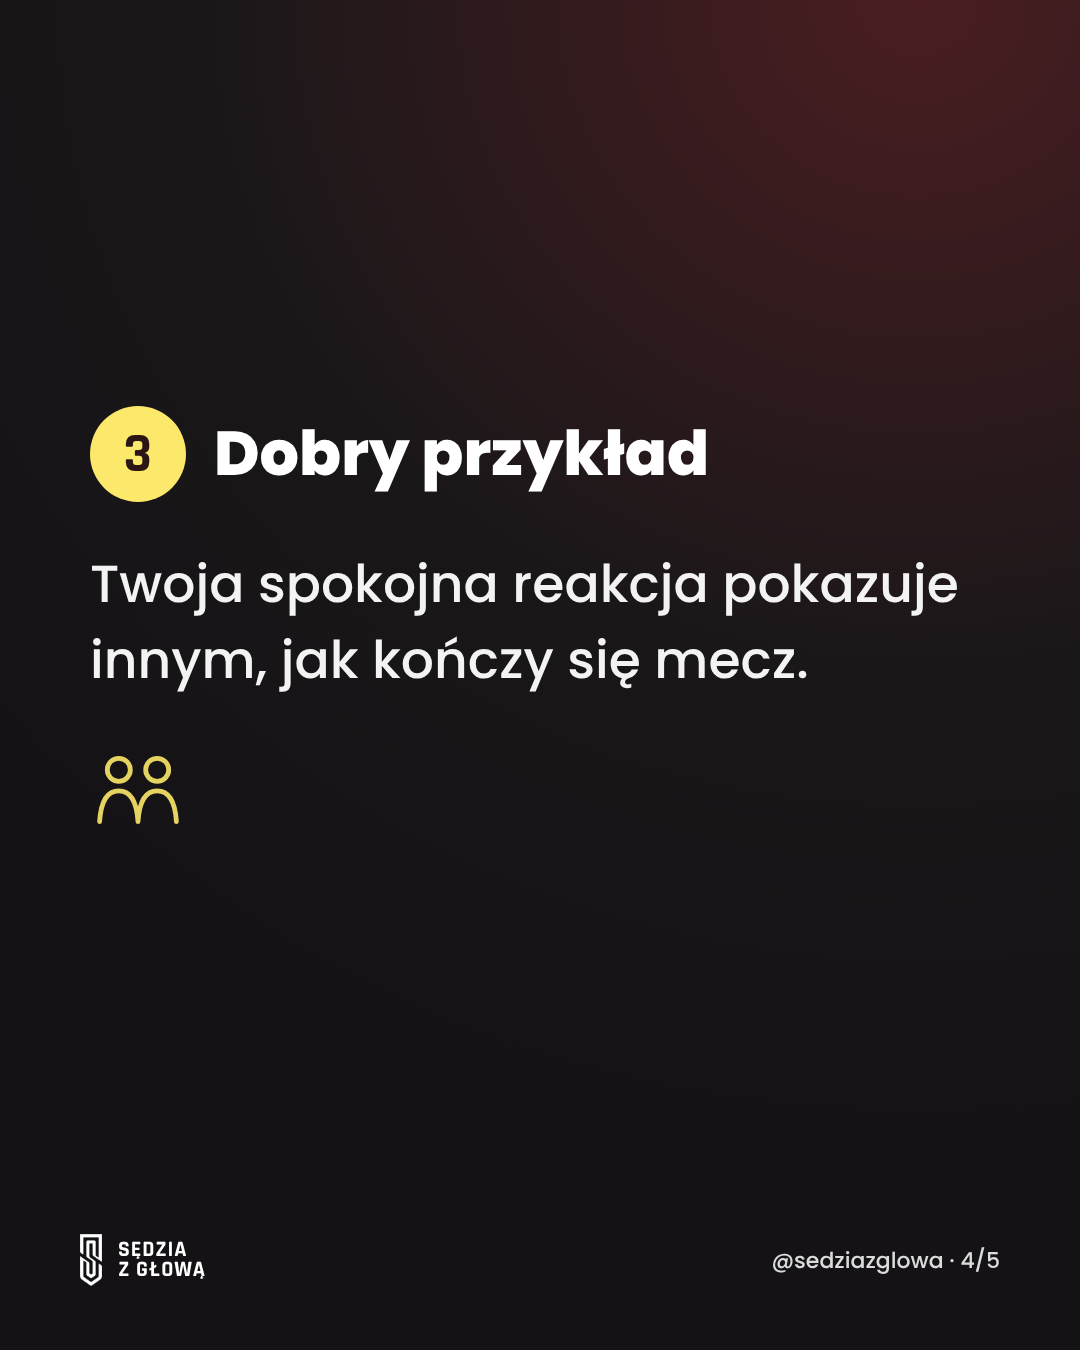 3 Dobry przykład
Twoja spokojna reakcja pokazuje
innym, jak kończy się mecz.
SĘDZIA
Z GŁOWĄ
@sedziazglowa · 4/5